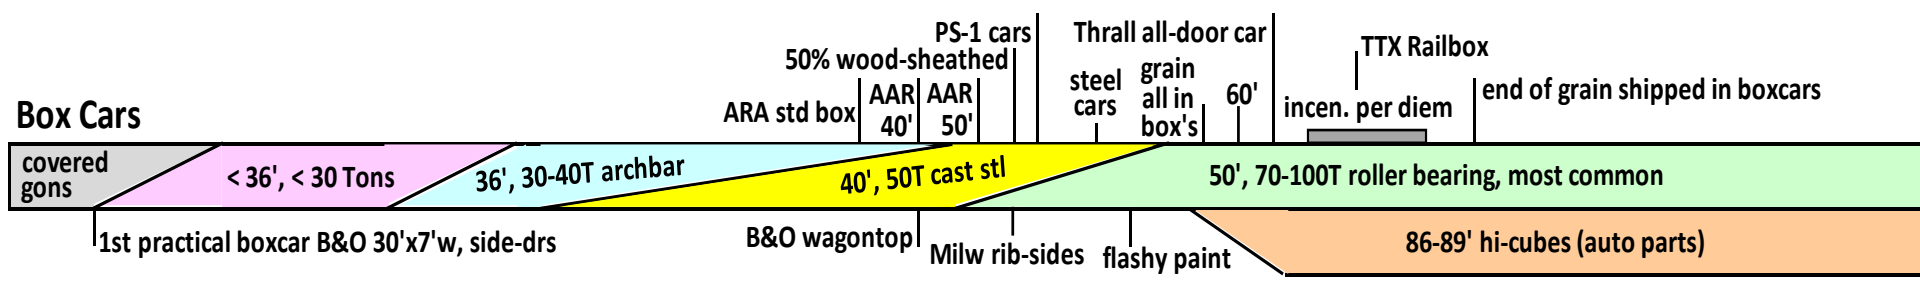 PS-1 cars
Thrall all-door car
TTX Railbox
50% wood-sheathed
steel
cars
grain
all in
box's
60'
end of grain shipped in boxcars
Box Cars
ARA std box
AAR
40'
AAR
50'
incen. per diem
covered
gons
< 36', < 30 Tons
36', 30-40T archbar
40', 50T cast stl
50', 70-100T roller bearing, most common
1st practical boxcar B&O 30'x7'w, side-drs
B&O wagontop
Milw rib-sides
flashy paint
86-89' hi-cubes (auto parts)